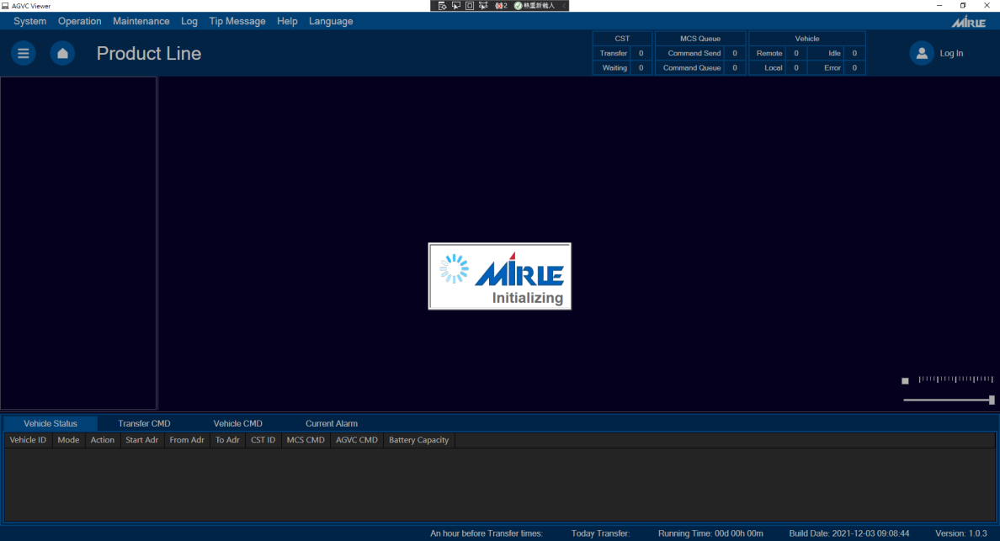 AGVC Viewer
2 熱重新載入
System Operation Maintenance Log Tip Message Help Language
MIRLE
Product Line
CST
Transfer 0
Waiting 0
MCS Queue
Command Send 0
Command Queue 0
Vehicle
Remote 0 Idle 0
Local 0 Error 0
Log In
MIRLE
Initializing
Vehicle Status Transfer CMD Vehicle CMD Current Alarm
Vehicle ID Mode Action Start Adr From Adr To Adr CST ID MCS CMD AGVC CMD Battery Capacity
An hour before Transfer times: Today Transfer: Running Time: 00d 00h 00m Build Date: 2021-12-03 09:08:44 Version: 1.0.3